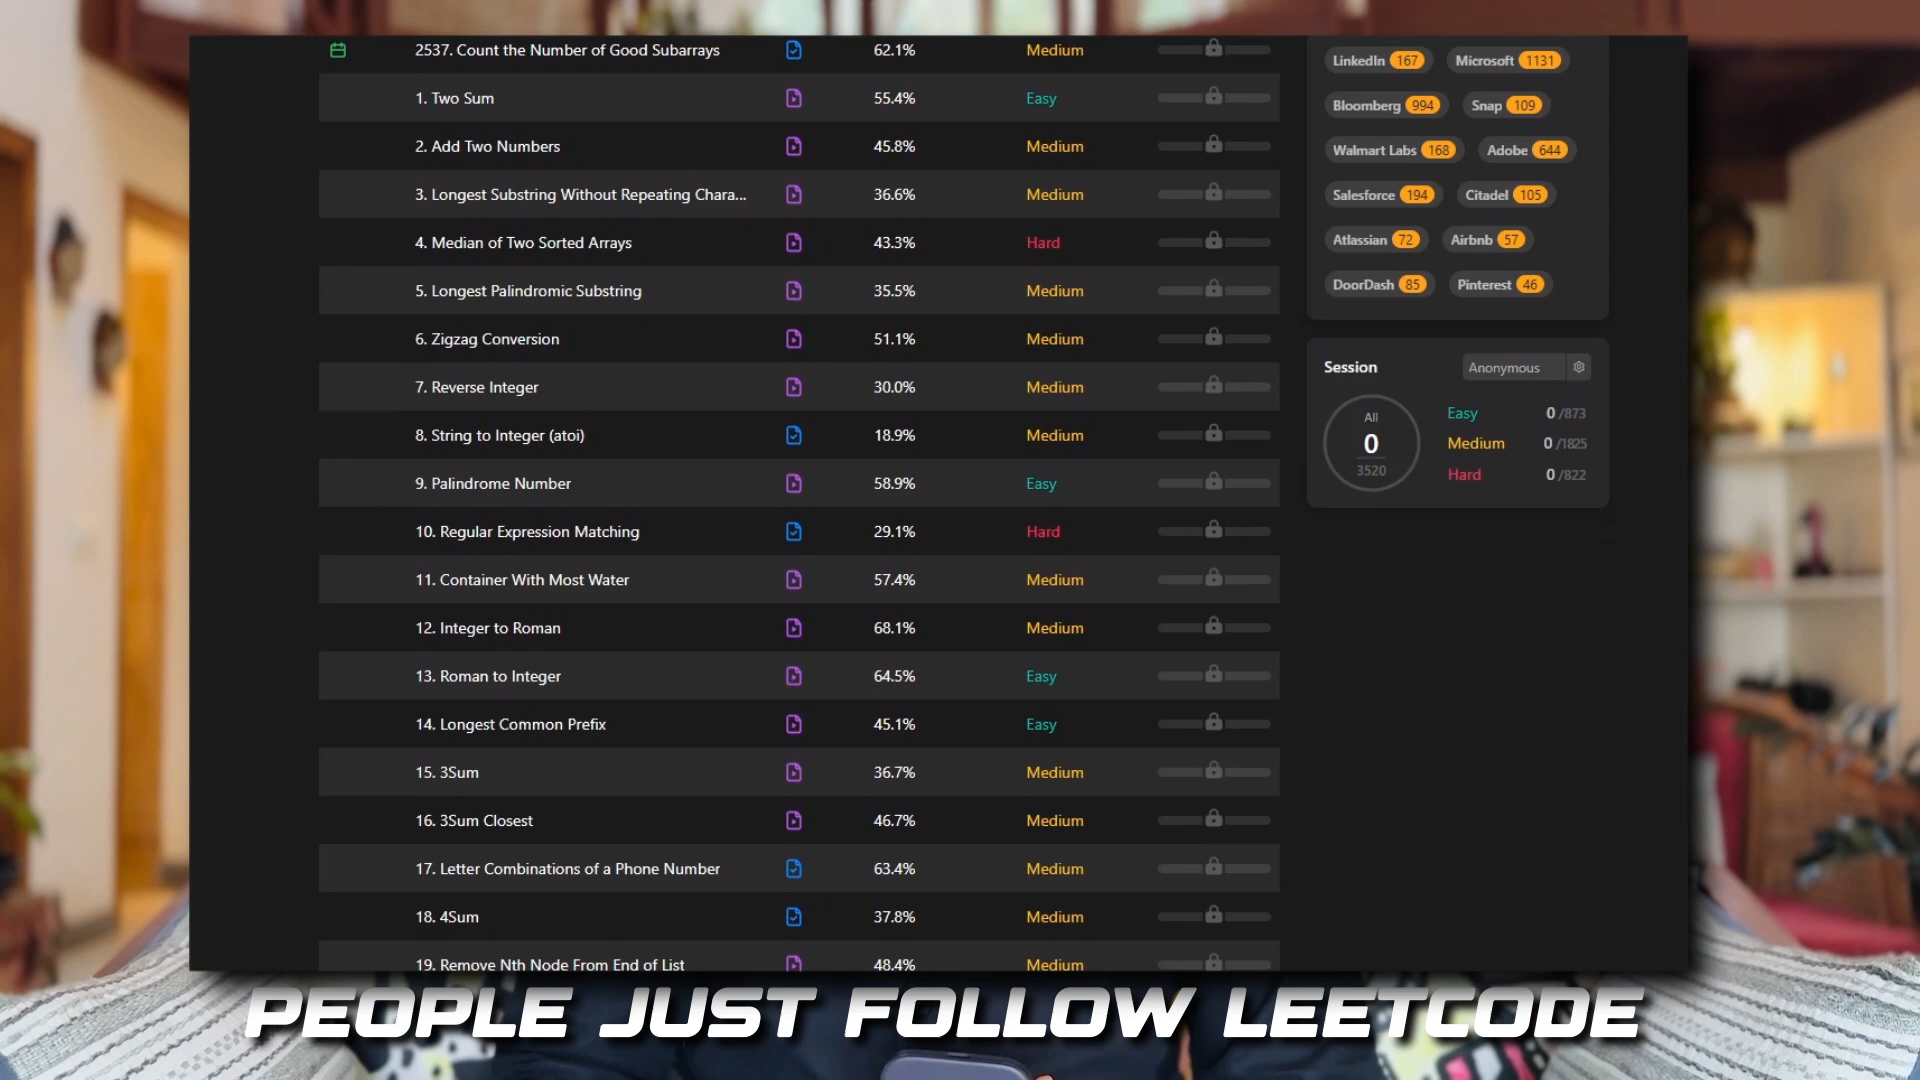 2537. Count the Number of Good Subarrays 62.1% Medium
1. Two Sum 55.4% Easy
2. Add Two Numbers 45.8% Medium
3. Longest Substring Without Repeating Chara... 36.6% Medium
4. Median of Two Sorted Arrays 43.3% Hard
5. Longest Palindromic Substring 35.5% Medium
6. Zigzag Conversion 51.1% Medium
7. Reverse Integer 30.0% Medium
8. String to Integer (atoi) 18.9% Medium
9. Palindrome Number 58.9% Easy
10. Regular Expression Matching 29.1% Hard
11. Container With Most Water 57.4% Medium
12. Integer to Roman 68.1% Medium
13. Roman to Integer 64.5% Easy
14. Longest Common Prefix 45.1% Easy
15. 3Sum 36.7% Medium
16. 3Sum Closest 46.7% Medium
17. Letter Combinations of a Phone Number 63.4% Medium
18. 4Sum 37.8% Medium
19. Remove Nth Node From End of List 48.4% Medium
LinkedIn 167 Microsoft 1131
Bloomberg 994 Snap 109
Walmart Labs 168 Adobe 644
Salesforce 194 Citadel 105
Atlassian 72 Airbnb 57
DoorDash 85 Pinterest 46
Session Anonymous
All
0
3520
Easy 0 /873
Medium 0 /1825
Hard 0 /822
PEOPLE JUST FOLLOW LEETCODE